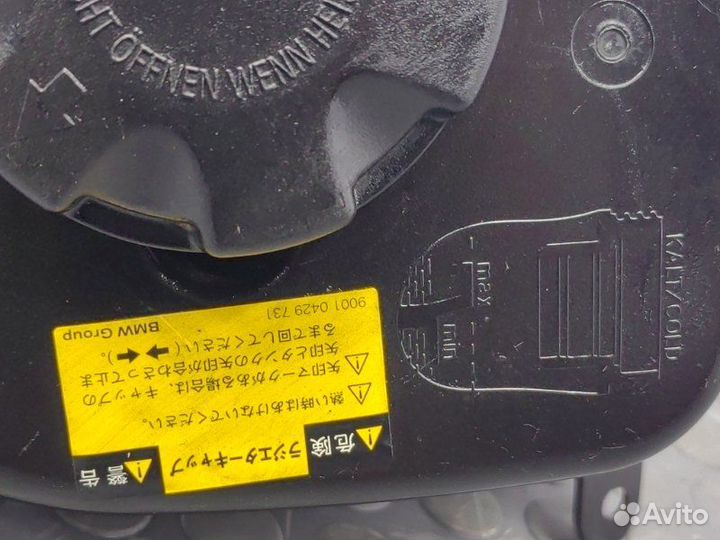 HT ÖFFNEN WENN HEI
KALT/COLD
max
min
危険 ラジエターキャップ 警告
熱い時はあけないでください。
矢印マークがある場合は、キャップの
矢印とタンクの矢印が合わさって止ま
るまで回してください (➡⬅)。
BMW Group
9001 0429 731
Avito